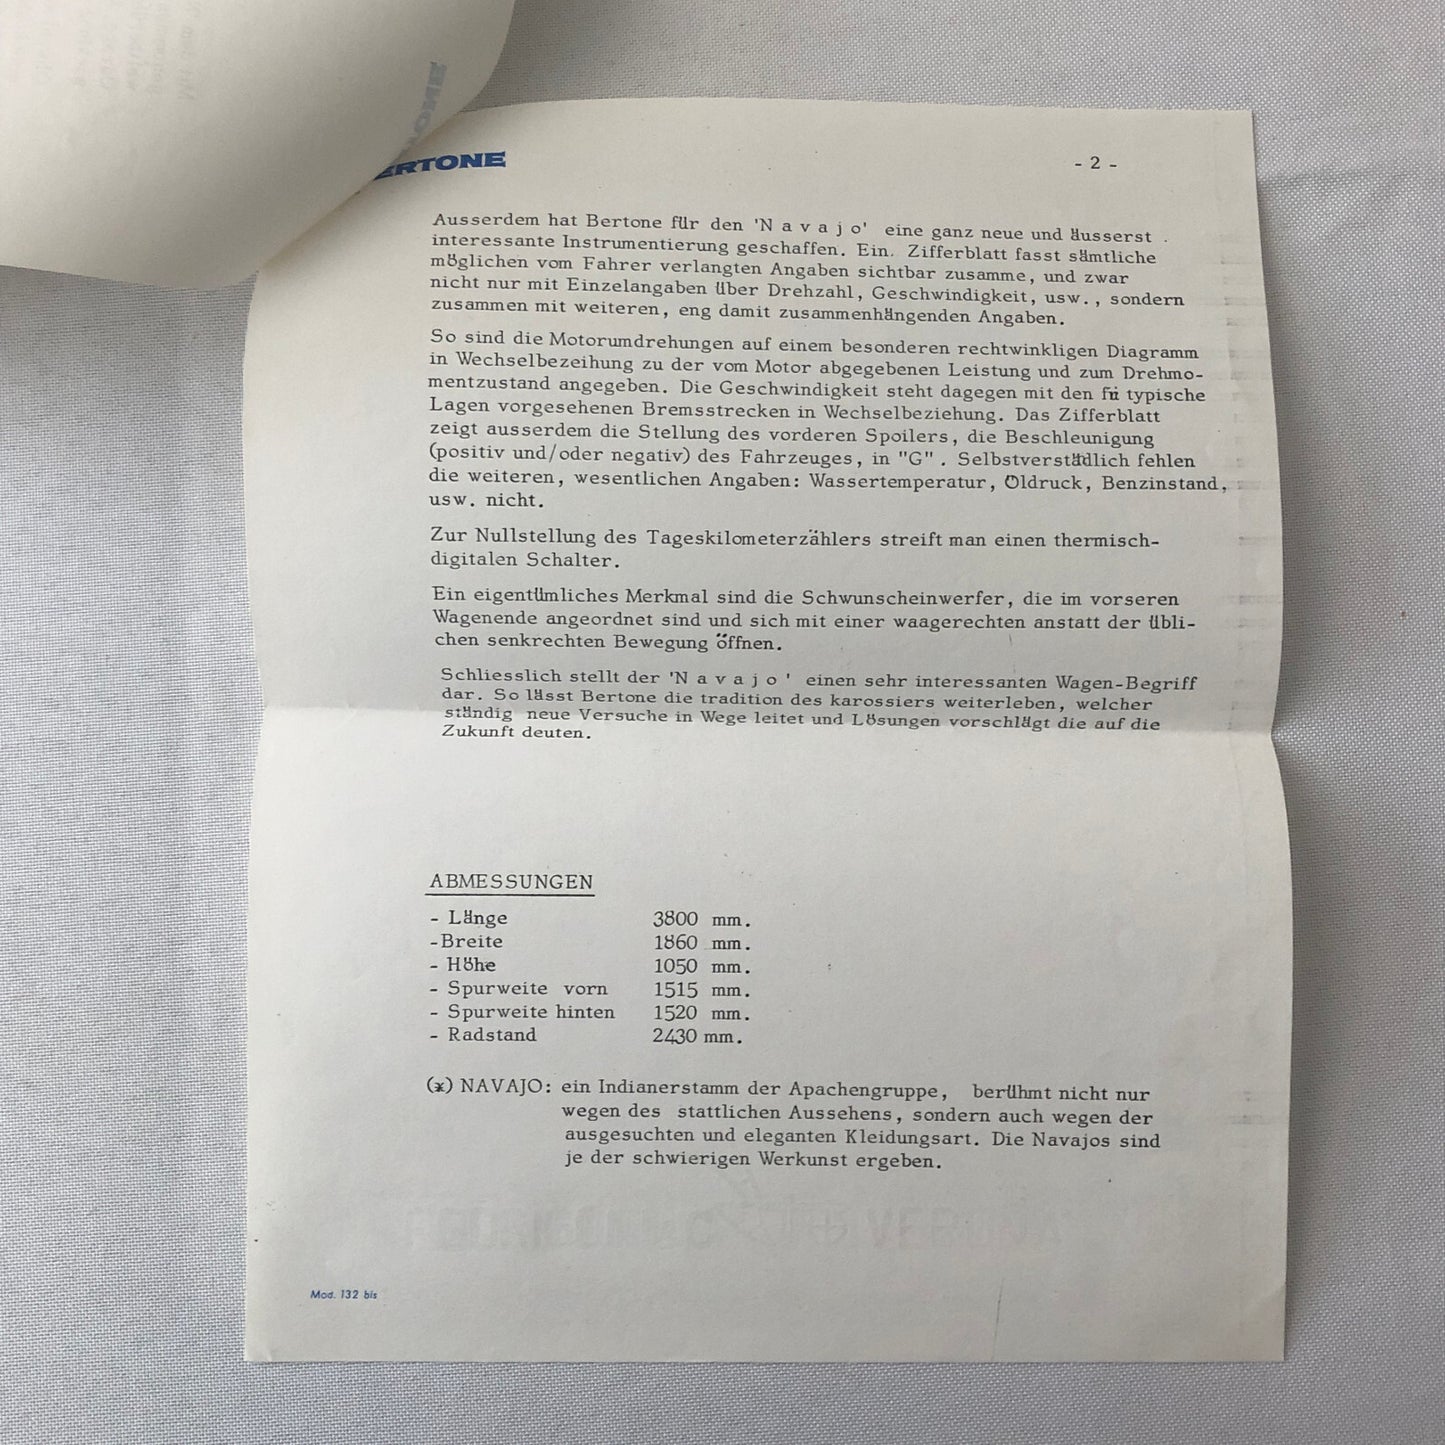 BERTONE
- 2 -
Ausserdem hat Bertone für den 'N a v a j o' eine ganz neue und äusserst .
interessante Instrumentierung geschaffen. Ein. Zifferblatt fasst sämtliche
möglichen vom Fahrer verlangten Angaben sichtbar zusamme, und zwar
nicht nur mit Einzelangaben über Drehzahl, Geschwindigkeit, usw., sondern
zusammen mit weiteren, eng damit zusammenhängenden Angaben.
So sind die Motorumdrehungen auf einem besonderen rechtwinkligen Diagramm
in Wechselbezeihung zu der vom Motor abgegebenen Leistung und zum Drehmo-
mentzustand angegeben. Die Geschwindigkeit steht dagegen mit den fü typische
Lagen vorgesehenen Bremsstrecken in Wechselbeziehung. Das Zifferblatt
zeigt ausserdem die Stellung des vorderen Spoilers, die Beschleunigung
(positiv und/oder negativ) des Fahrzeuges, in "G". Selbstverstädlich fehlen
die weiteren, wesentlichen Angaben: Wassertemperatur, Öldruck, Benzinstand,
usw. nicht.
Zur Nullstellung des Tageskilometerzählers streift man einen thermisch-
digitalen Schalter.
Ein eigentümliches Merkmal sind die Schwunscheinwerfer, die im vorseren
Wagenende angeordnet sind und sich mit einer waagerechten anstatt der übli-
chen senkrechten Bewegung öffnen.
Schliesslich stellt der 'N a v a j o ' einen sehr interessanten Wagen-Begriff
dar. So lässt Bertone die tradition des karossiers weiterleben, welcher
ständig neue Versuche in Wege leitet und Lösungen vorschlägt die auf die
Zukunft deuten.
ABMESSUNGEN
- Länge 3800 mm.
-Breite 1860 mm.
- Höhe 1050 mm.
- Spurweite vorn 1515 mm.
- Spurweite hinten 1520 mm.
- Radstand 2430 mm.
(*) NAVAJO: ein Indianerstamm der Apachengruppe, berühmt nicht nur
wegen des stattlichen Aussehens, sondern auch wegen der
ausgesuchten und eleganten Kleidungsart. Die Navajos sind
je der schwierigen Werkunst ergeben.
Mod. 132 bis